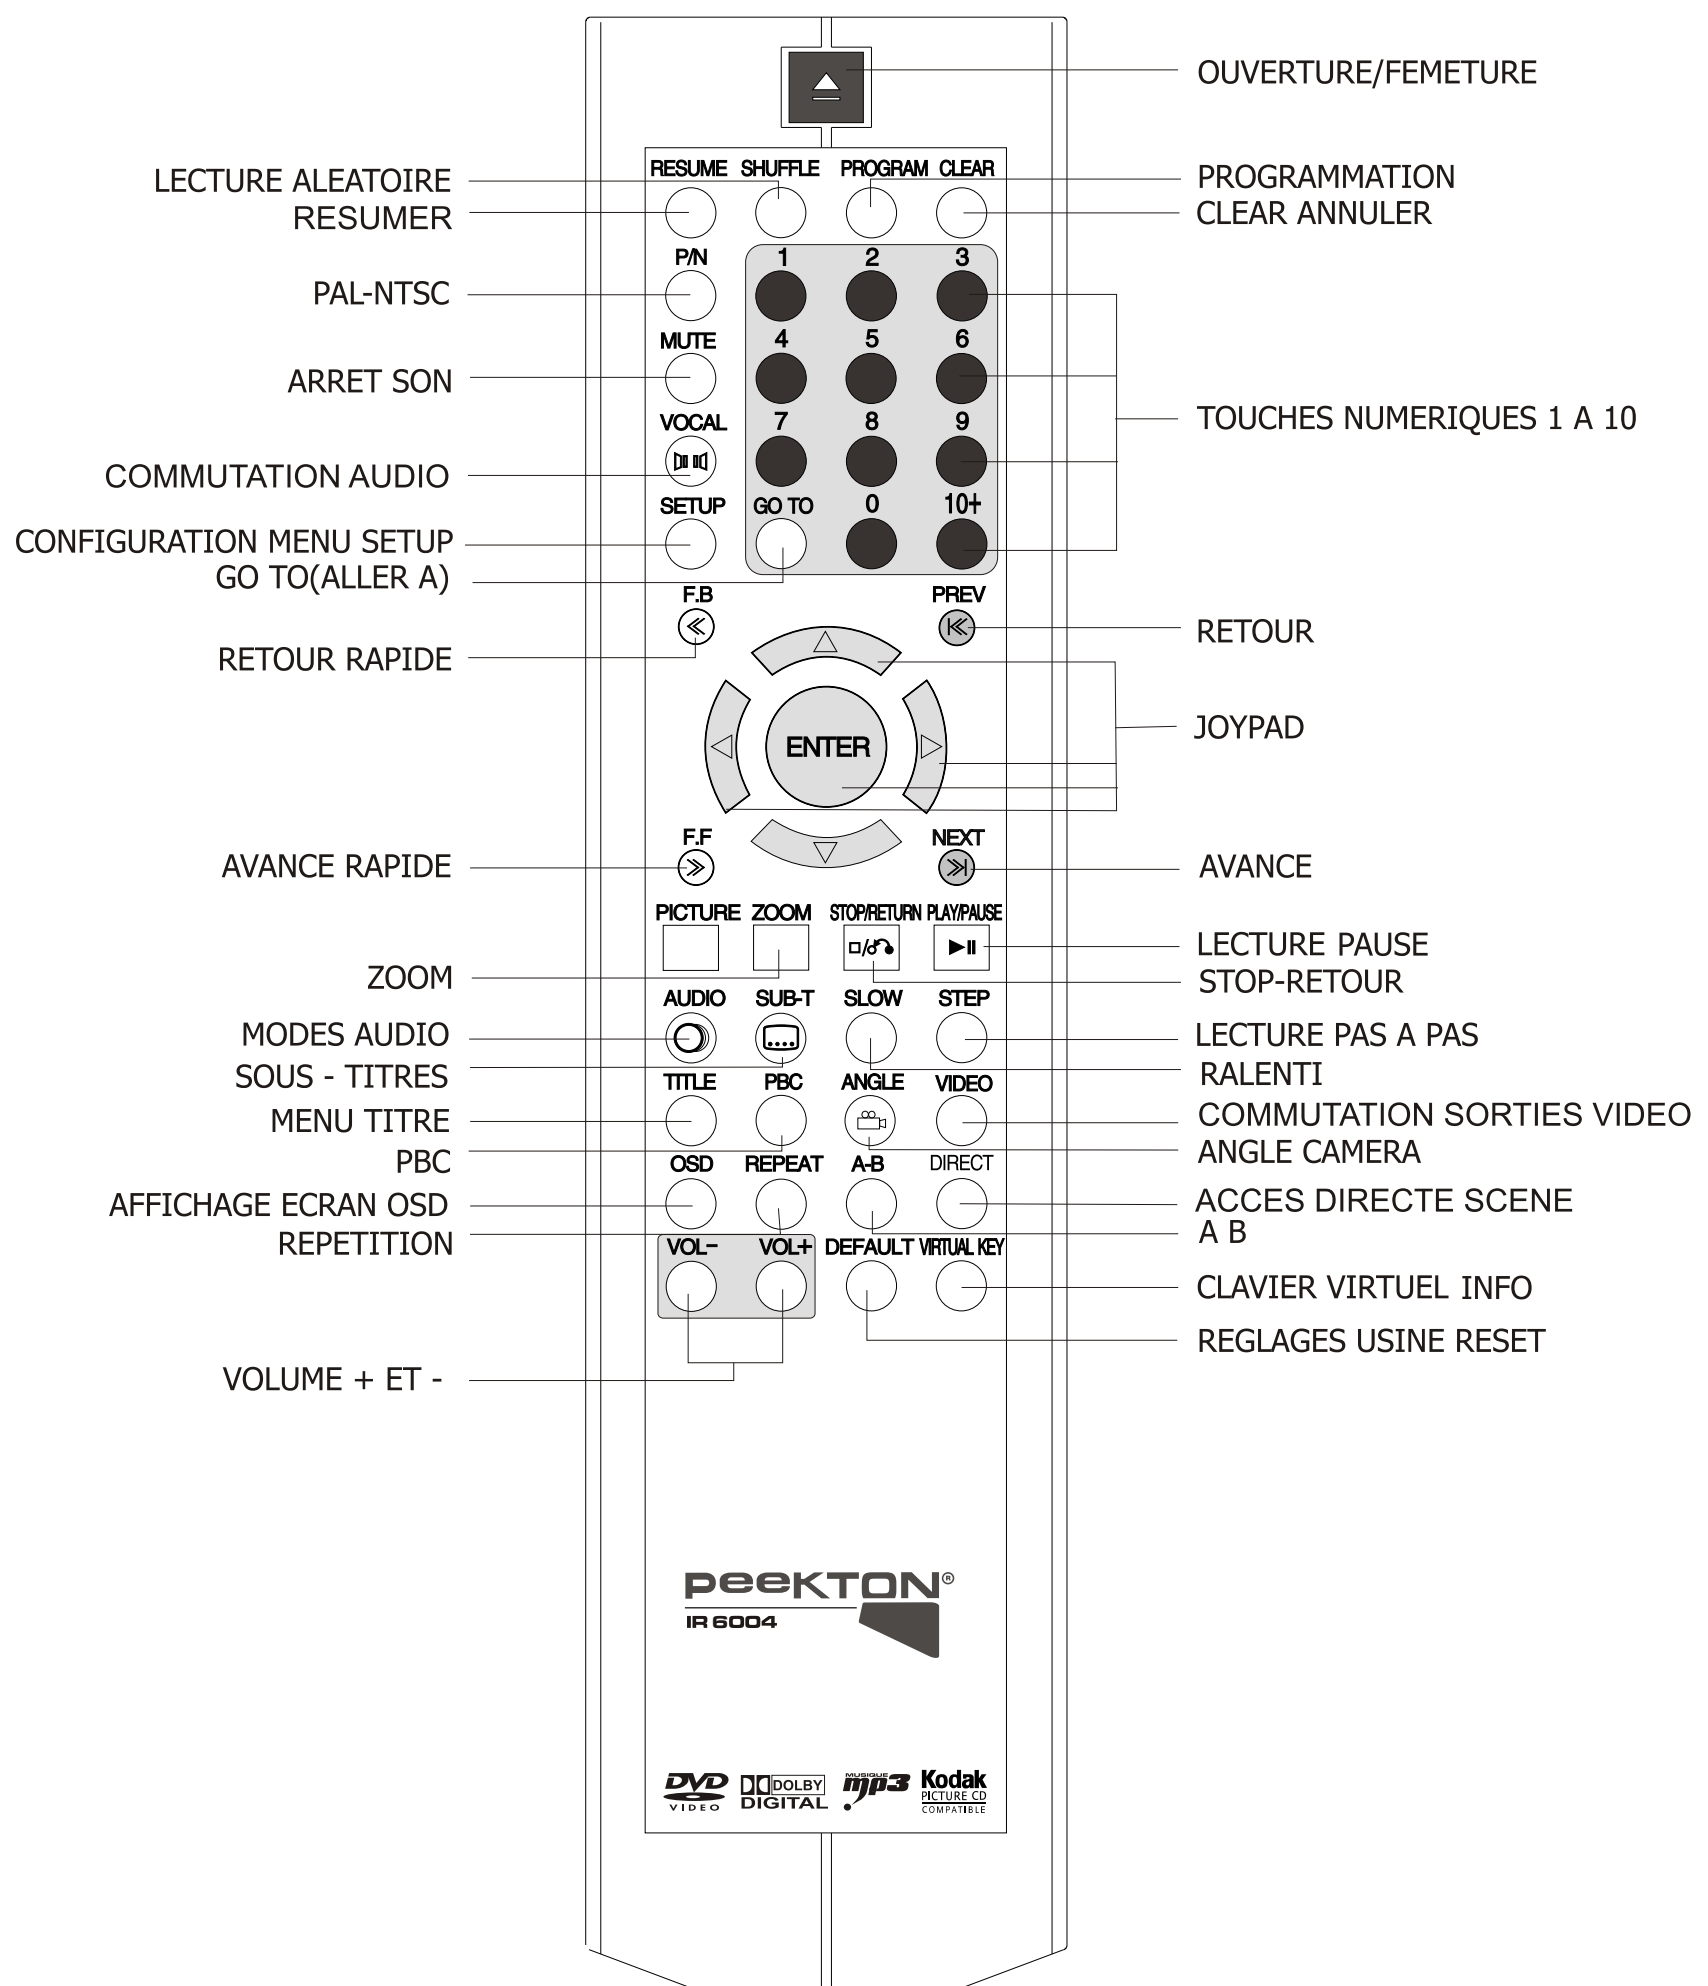 OUVERTURE/FEMETURE
RESUME SHUFFLE PROGRAM CLEAR
LECTURE ALEATOIRE
RESUMER
PROGRAMMATION
CLEAR ANNULER
P/N 1 2 3
PAL-NTSC
MUTE 4 5 6
ARRET SON
TOUCHES NUMERIQUES 1 A 10
VOCAL 7 8 9
COMMUTATION AUDIO
SETUP GO TO 0 10+
CONFIGURATION MENU SETUP
GO TO(ALLER A)
F.B PREV
RETOUR
RETOUR RAPIDE
JOYPAD
ENTER
F.F NEXT
AVANCE RAPIDE
AVANCE
PICTURE ZOOM STOP/RETURN PLAY/PAUSE
LECTURE PAUSE
ZOOM
STOP-RETOUR
AUDIO SUB-T SLOW STEP
MODES AUDIO
LECTURE PAS A PAS
SOUS - TITRES
RALENTI
TITLE PBC ANGLE VIDEO
MENU TITRE
COMMUTATION SORTIES VIDEO
PBC
ANGLE CAMERA
OSD REPEAT A-B DIRECT
AFFICHAGE ECRAN OSD
ACCES DIRECTE SCENE
REPETITION
A B
VOL- VOL+ DEFAULT VIRTUAL KEY
CLAVIER VIRTUEL INFO
REGLAGES USINE RESET
VOLUME + ET -
PeeKTON®
IR 6004
DVD VIDEO
DOLBY DIGITAL
MUSIQUE mp3
Kodak
PICTURE CD
COMPATIBLE